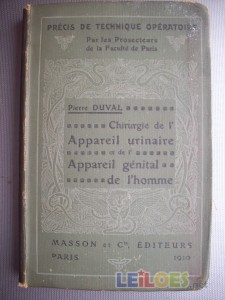 PRÉCIS DE TECHNIQUE OPÉRATOIRE
Par les Prosecteurs
de la Faculté de Paris
Pierre DUVAL
Chirurgie de l'
Appareil urinaire
et de l'
Appareil génital
de l'homme
MASSON et Cie, ÉDITEURS
PARIS 1910
LEILOES